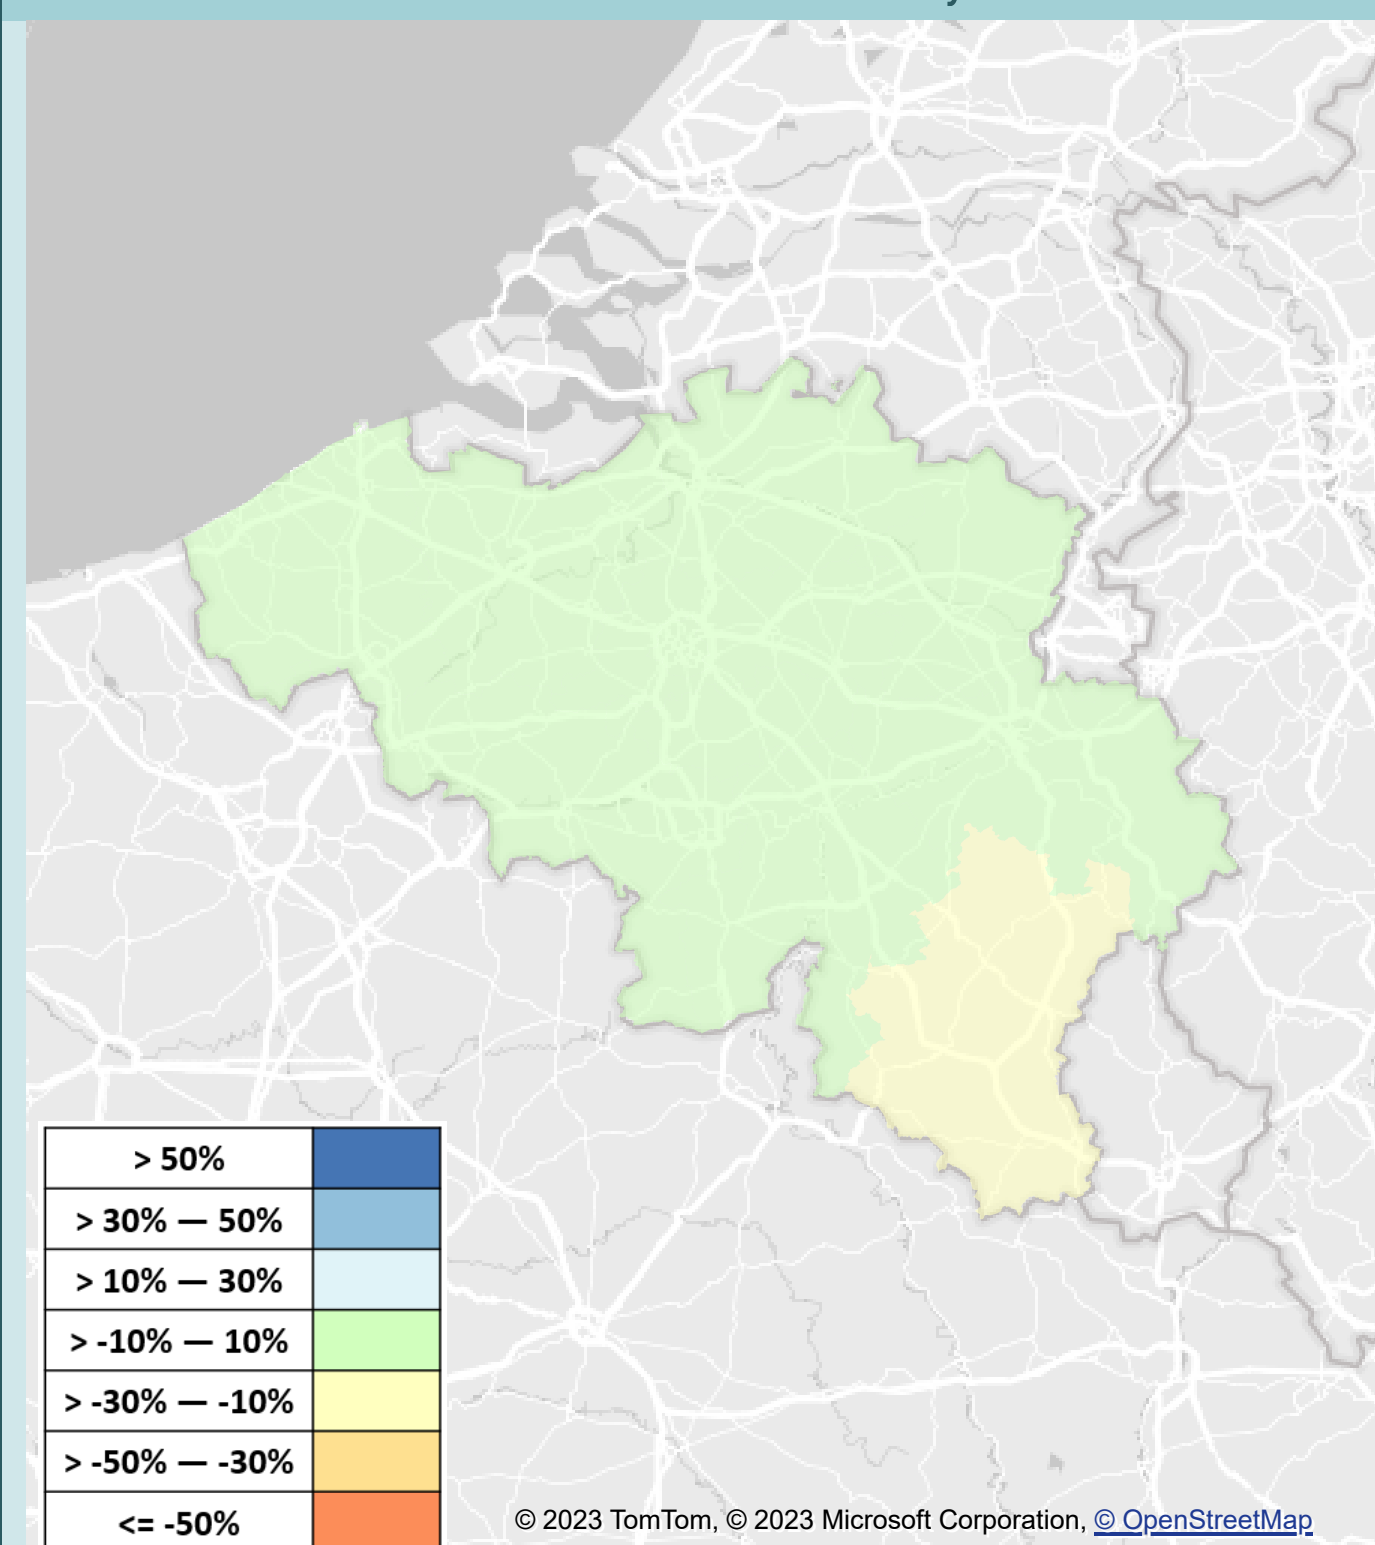 > 50%
> 30% — 50%
> 10% — 30%
> -10% — 10%
> -30% — -10%
> -50% — -30%
<= -50%
© 2023 TomTom, © 2023 Microsoft Corporation, © OpenStreetMap